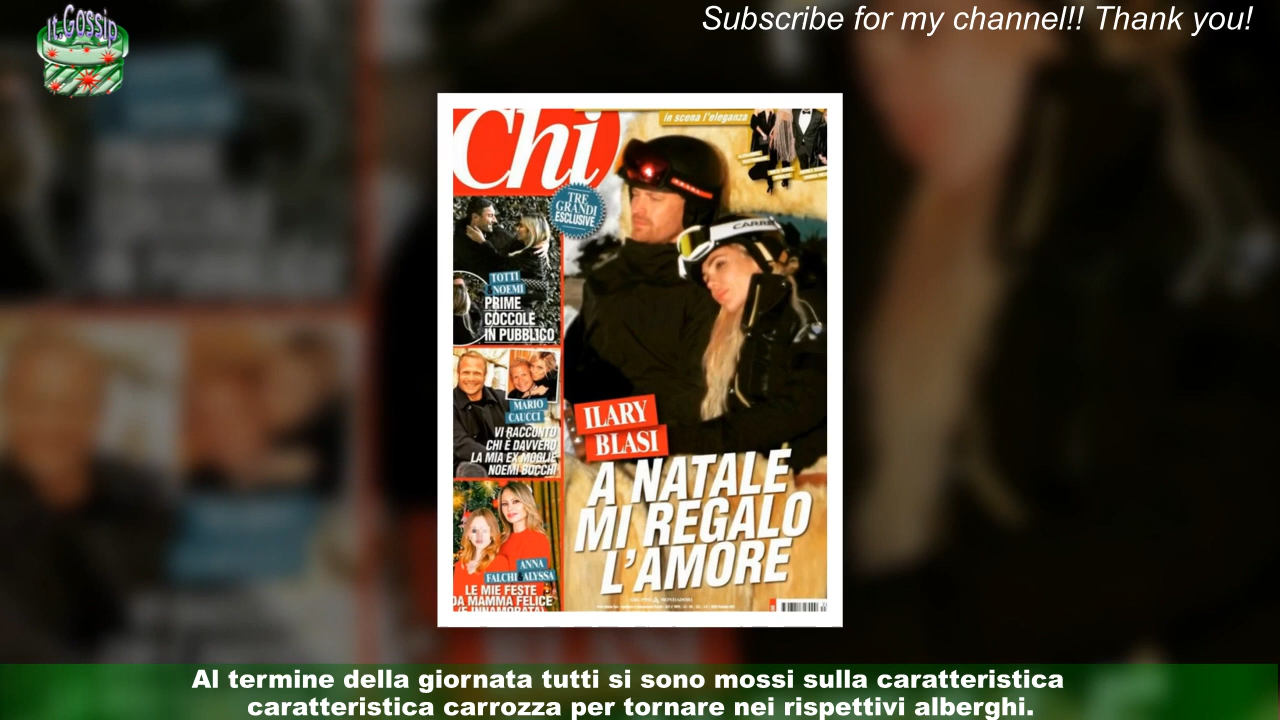 It.Gossip
Subscribe for my channel!! Thank you!
Chi
in scena l'eleganza
TRE
GRANDI
ESCLUSIVE
TOTTI
NOEMI
PRIME
COCCOLE
IN PUBBLICO
MARIO
CAUCCI
VI RACCONTO
CHI È DAVVERO
LA MIA EX MOGLIE
NOEMI BOCCHI
ANNA
FALCHI ALYSSA
LE MIE FESTE
DA MAMMA FELICE
(E INNAMORATA)
ILARY
BLASI
A NATALE
MI REGALO
L'AMORE
CARRERA
Al termine della giornata tutti si sono mossi sulla caratteristica
caratteristica carrozza per tornare nei rispettivi alberghi.